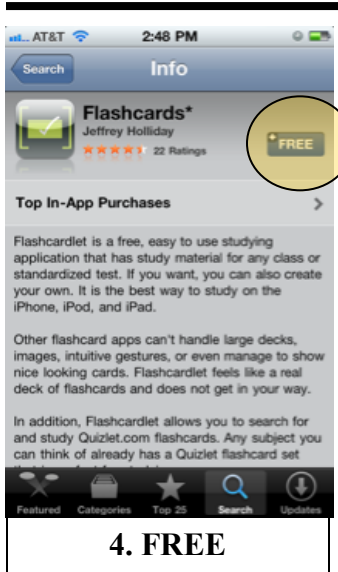 AT&T 2:48 PM
Search Info
Flashcards*
Jeffrey Holliday
22 Ratings
FREE
Top In-App Purchases
Flashcardlet is a free, easy to use studying
application that has study material for any class or
standardized test. If you want, you can also create
your own. It is the best way to study on the
iPhone, iPod, and iPad.
Other flashcard apps can't handle large decks,
images, intuitive gestures, or even manage to show
nice looking cards. Flashcardlet feels like a real
deck of flashcards and does not get in your way.
In addition, Flashcardlet allows you to search for
and study Quizlet.com flashcards. Any subject you
can think of already has a Quizlet flashcard set
Featured Categories Top 25 Search Updates
4. FREE